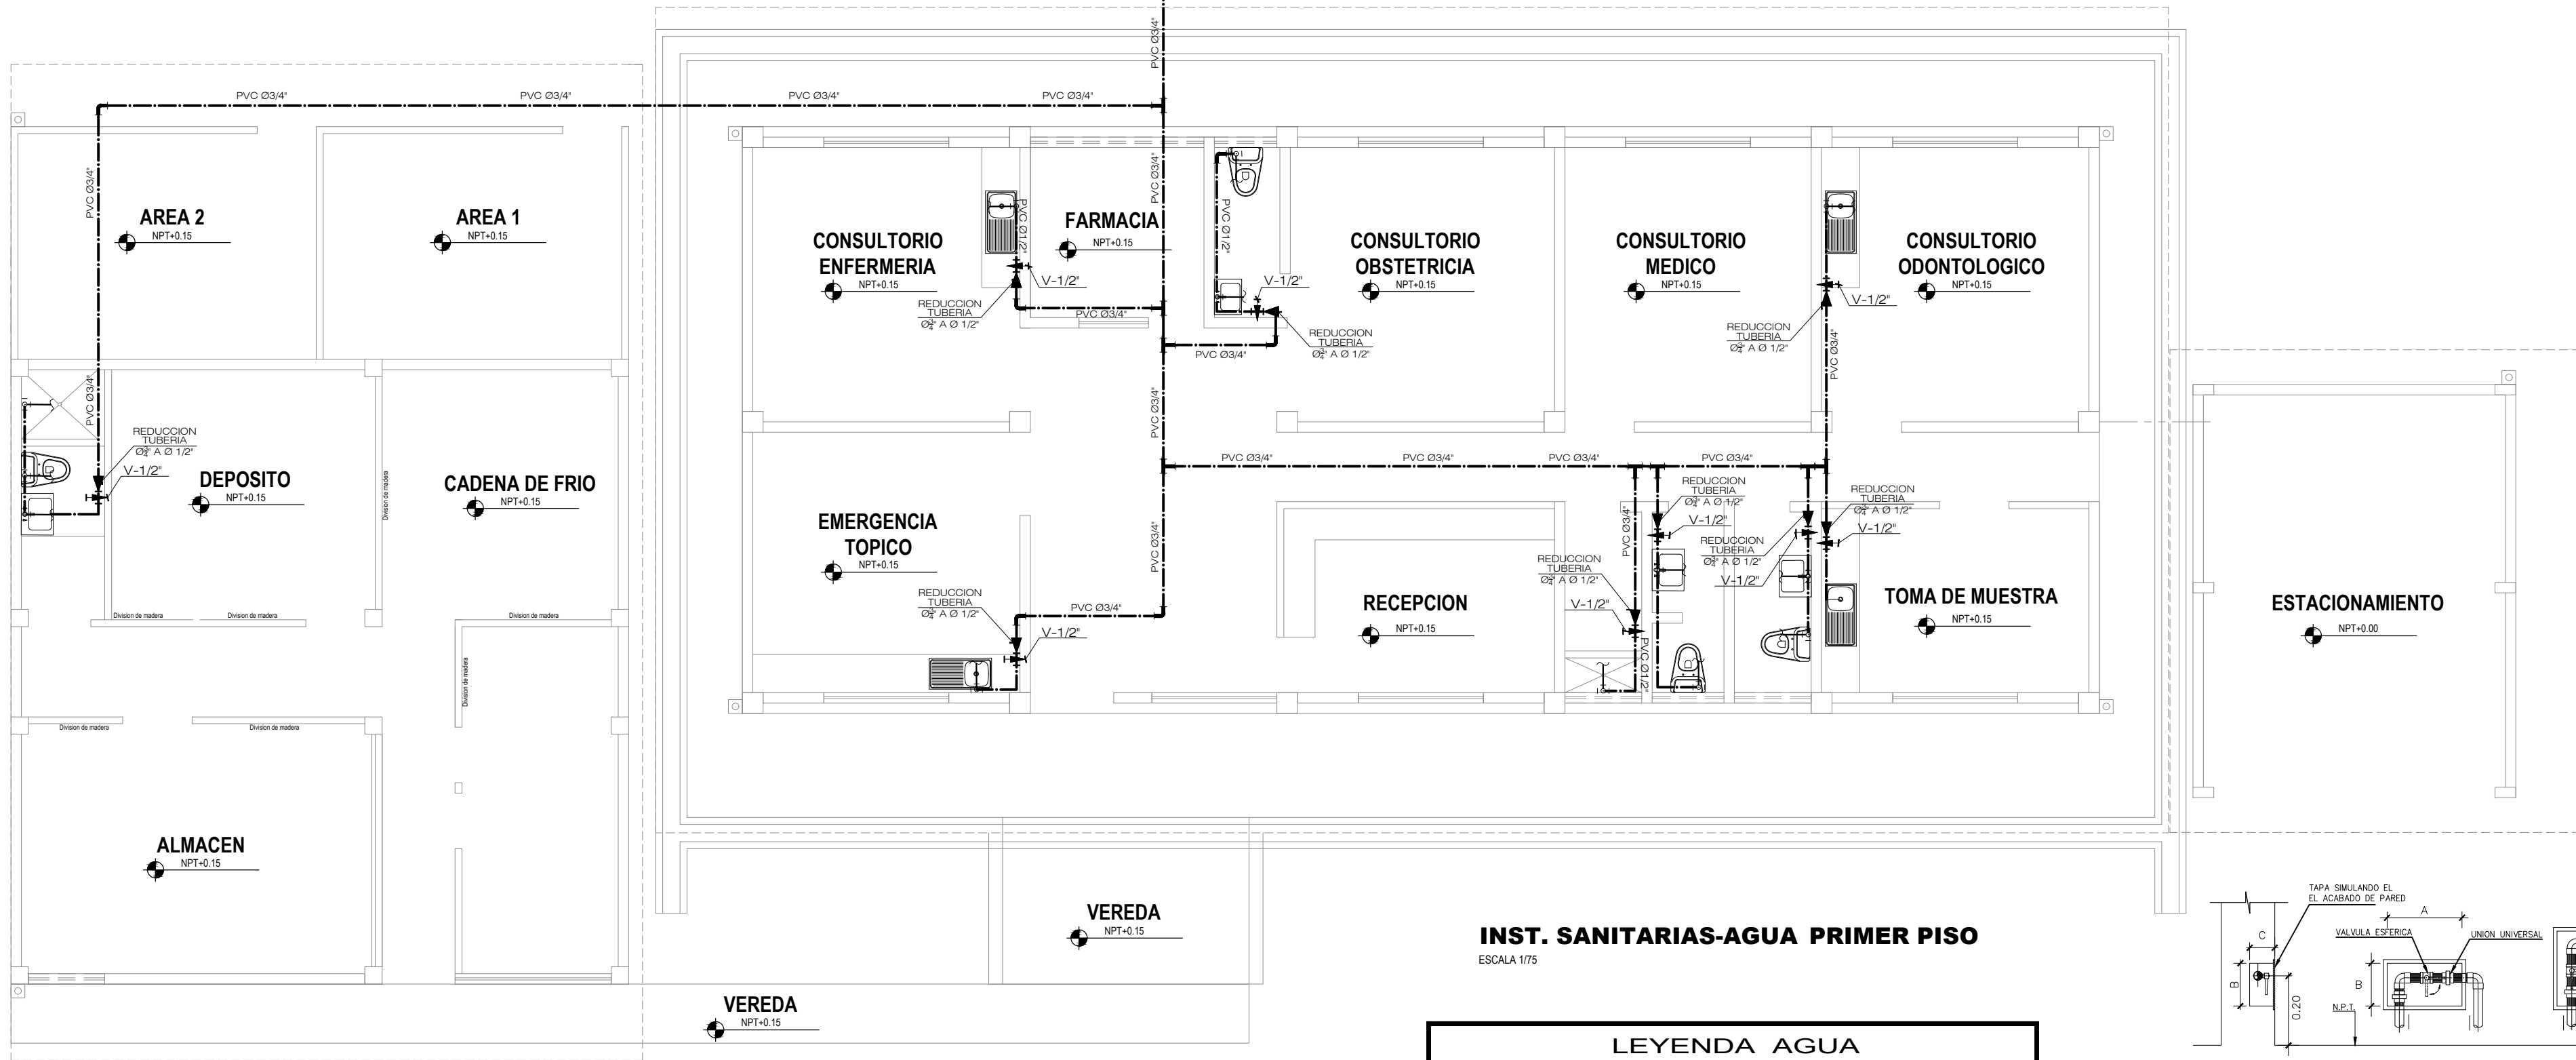 PVC Ø3/4"
PVC Ø3/4"
PVC Ø3/4"
PVC Ø3/4"
PVC Ø3/4"
PVC Ø3/4"
PVC Ø3/4"
AREA 2
NPT+0.15
AREA 1
NPT+0.15
CONSULTORIO
ENFERMERIA
NPT+0.15
PVC Ø1/2"
FARMACIA
NPT+0.15
PVC Ø1/2"
CONSULTORIO
OBSTETRICIA
NPT+0.15
CONSULTORIO
MEDICO
NPT+0.15
CONSULTORIO
ODONTOLOGICO
NPT+0.15
V-1/2"
REDUCCION
TUBERIA
Ø3/4" A Ø 1/2"
PVC Ø3/4"
V-1/2"
REDUCCION
TUBERIA
Ø3/4" A Ø 1/2"
PVC Ø3/4"
V-1/2"
REDUCCION
TUBERIA
Ø3/4" A Ø 1/2"
PVC Ø3/4"
PVC Ø3/4"
PVC Ø3/4"
REDUCCION
TUBERIA
Ø3/4" A Ø 1/2"
V-1/2"
DEPOSITO
NPT+0.15
Division de madera
CADENA DE FRIO
NPT+0.15
PVC Ø3/4"
PVC Ø3/4"
PVC Ø3/4"
PVC Ø3/4"
EMERGENCIA
TOPICO
NPT+0.15
PVC Ø3/4"
REDUCCION
TUBERIA
Ø3/4" A Ø 1/2"
V-1/2"
PVC Ø3/4"
RECEPCION
NPT+0.15
PVC Ø3/4"
REDUCCION
TUBERIA
Ø3/4" A Ø 1/2"
V-1/2"
PVC Ø1/2"
REDUCCION
TUBERIA
Ø3/4" A Ø 1/2"
V-1/2"
REDUCCION
TUBERIA
Ø3/4" A Ø 1/2"
V-1/2"
REDUCCION
TUBERIA
Ø3/4" A Ø 1/2"
V-1/2"
TOMA DE MUESTRA
NPT+0.15
ESTACIONAMIENTO
NPT+0.00
Division de madera
Division de madera
Division de madera
Division de madera
Division de madera
Division de madera
ALMACEN
NPT+0.15
VEREDA
NPT+0.15
VEREDA
NPT+0.15
INST. SANITARIAS-AGUA PRIMER PISO
ESCALA 1/75
TAPA SIMULANDO EL
EL ACABADO DE PARED
A
C
VALVULA ESFERICA
UNION UNIVERSAL
B
B
0.20
N.P.T.
LEYENDA AGUA